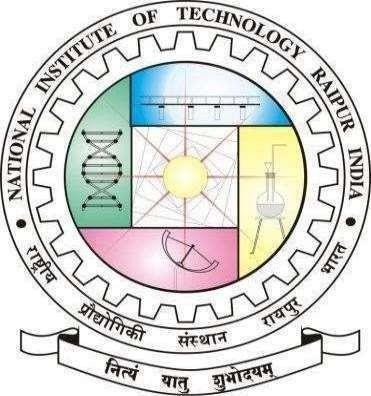 NATIONAL INSTITUTE OF TECHNOLOGY RAIPUR INDIA
राष्ट्रीय प्रौद्योगिकी संस्थान रायपुर भारत
नित्यं यातु शुभोदयम्